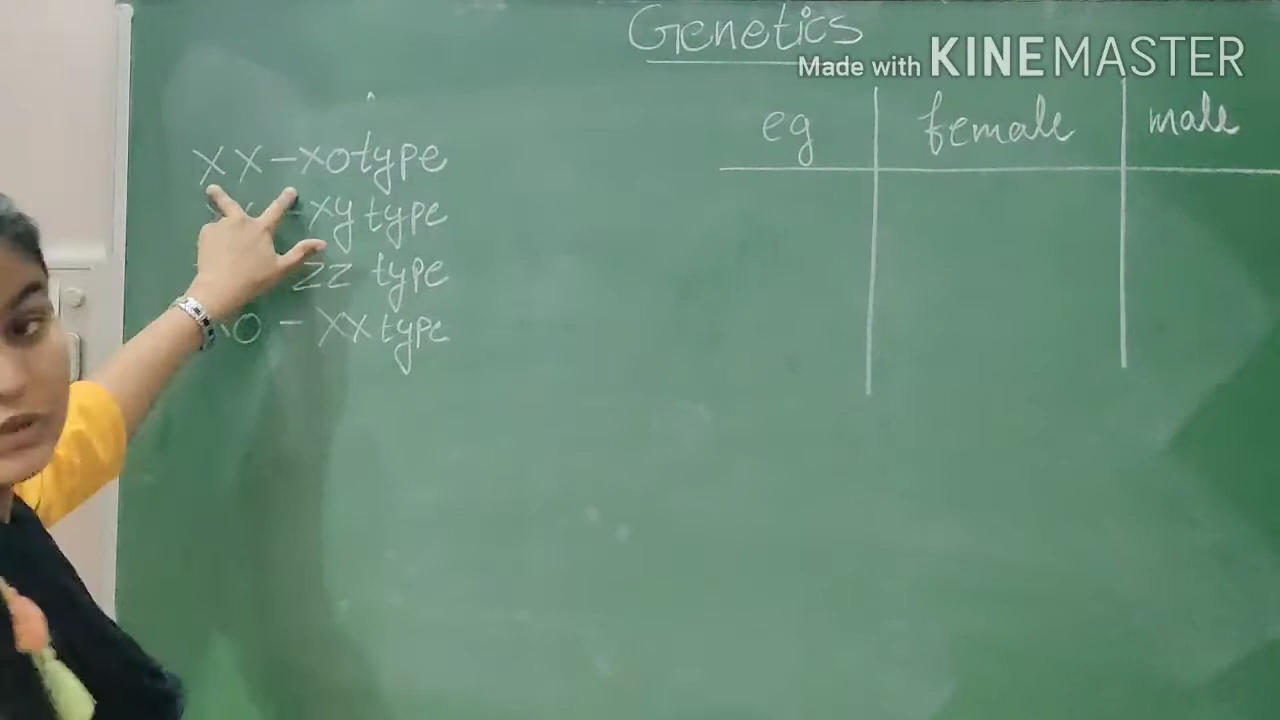 Genetics
Made with KINEMASTER
eg female male
XX - XO type
- XY type
ZZ type
O - XX type